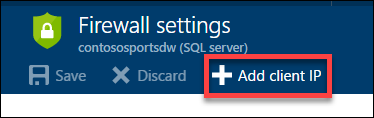 Firewall settings
contososportsdw (SQL server)
Save Discard Add client IP